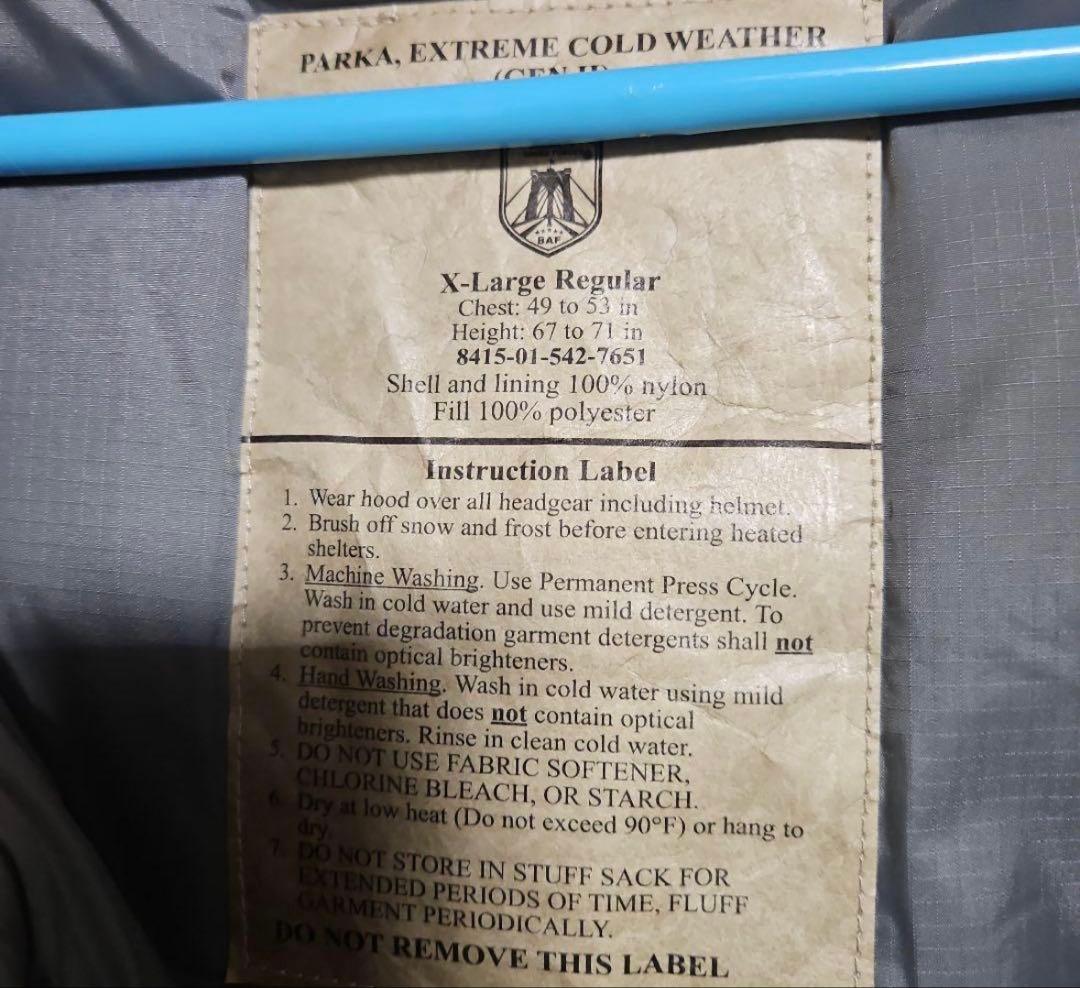 PARKA, EXTREME COLD WEATHER
BAF
X-Large Regular
Chest: 49 to 53 in
Height: 67 to 71 in
8415-01-542-7651
Shell and lining 100% nylon
Fill 100% polyester
Instruction Label
1. Wear hood over all headgear including helmet.
2. Brush off snow and frost before entering heated
shelters.
3. Machine Washing. Use Permanent Press Cycle.
Wash in cold water and use mild detergent. To
prevent degradation garment detergents shall not
contain optical brighteners.
4. Hand Washing. Wash in cold water using mild
detergent that does not contain optical
brighteners. Rinse in clean cold water.
5. DO NOT USE FABRIC SOFTENER,
CHLORINE BLEACH, OR STARCH.
6. Dry at low heat (Do not exceed 90°F) or hang to
dry.
7. DO NOT STORE IN STUFF SACK FOR
EXTENDED PERIODS OF TIME, FLUFF
GARMENT PERIODICALLY.
DO NOT REMOVE THIS LABEL